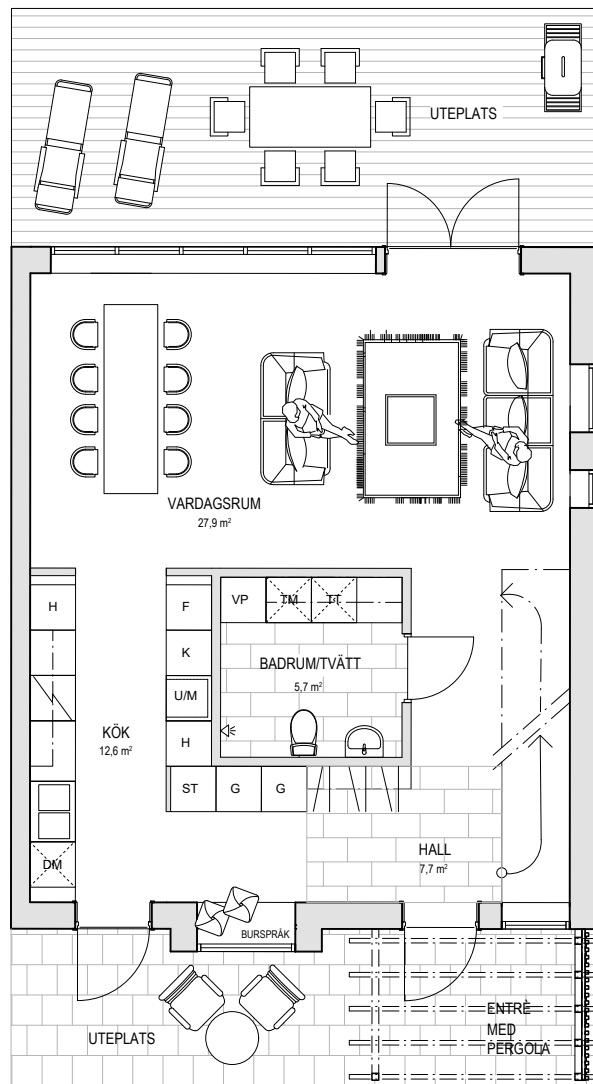 UTEPLATS
VARDAGSRUM
27,9 m²
H
F
VP
TM
TT
K
BADRUM/TVÄTT
5,7 m²
U/M
KÖK
12,6 m²
H
ST
G
G
HALL
7,7 m²
DM
BURSPRÅK
UTEPLATS
ENTRÈ
MED
PERGOLA